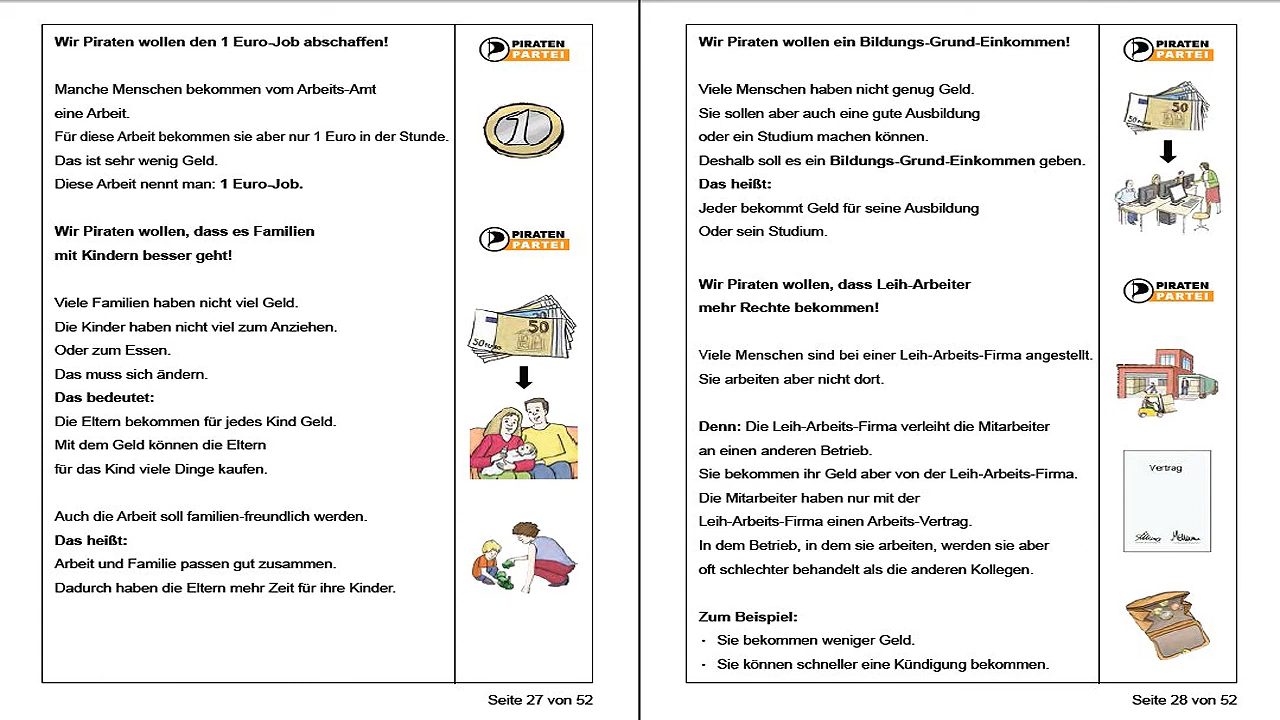 Wir Piraten wollen den 1 Euro-Job abschaffen!
PIRATEN
PARTEI
Manche Menschen bekommen vom Arbeits-Amt
eine Arbeit.
Für diese Arbeit bekommen sie aber nur 1 Euro in der Stunde.
Das ist sehr wenig Geld.
Diese Arbeit nennt man: 1 Euro-Job.
1
Wir Piraten wollen, dass es Familien
mit Kindern besser geht!
PIRATEN
PARTEI
Viele Familien haben nicht viel Geld.
Die Kinder haben nicht viel zum Anziehen.
Oder zum Essen.
Das muss sich ändern.
Das bedeutet:
Die Eltern bekommen für jedes Kind Geld.
Mit dem Geld können die Eltern
für das Kind viele Dinge kaufen.
50
50 euro
Auch die Arbeit soll familien-freundlich werden.
Das heißt:
Arbeit und Familie passen gut zusammen.
Dadurch haben die Eltern mehr Zeit für ihre Kinder.
Seite 27 von 52
Wir Piraten wollen ein Bildungs-Grund-Einkommen!
PIRATEN
PARTEI
Viele Menschen haben nicht genug Geld.
Sie sollen aber auch eine gute Ausbildung
oder ein Studium machen können.
Deshalb soll es ein Bildungs-Grund-Einkommen geben.
Das heißt:
Jeder bekommt Geld für seine Ausbildung
Oder sein Studium.
50
50 euro
Wir Piraten wollen, dass Leih-Arbeiter
mehr Rechte bekommen!
PIRATEN
PARTEI
Viele Menschen sind bei einer Leih-Arbeits-Firma angestellt.
Sie arbeiten aber nicht dort.
Denn: Die Leih-Arbeits-Firma verleiht die Mitarbeiter
an einen anderen Betrieb.
Sie bekommen ihr Geld aber von der Leih-Arbeits-Firma.
Die Mitarbeiter haben nur mit der
Leih-Arbeits-Firma einen Arbeits-Vertrag.
In dem Betrieb, in dem sie arbeiten, werden sie aber
oft schlechter behandelt als die anderen Kollegen.
Vertrag
Zum Beispiel:
· Sie bekommen weniger Geld.
· Sie können schneller eine Kündigung bekommen.
Seite 28 von 52